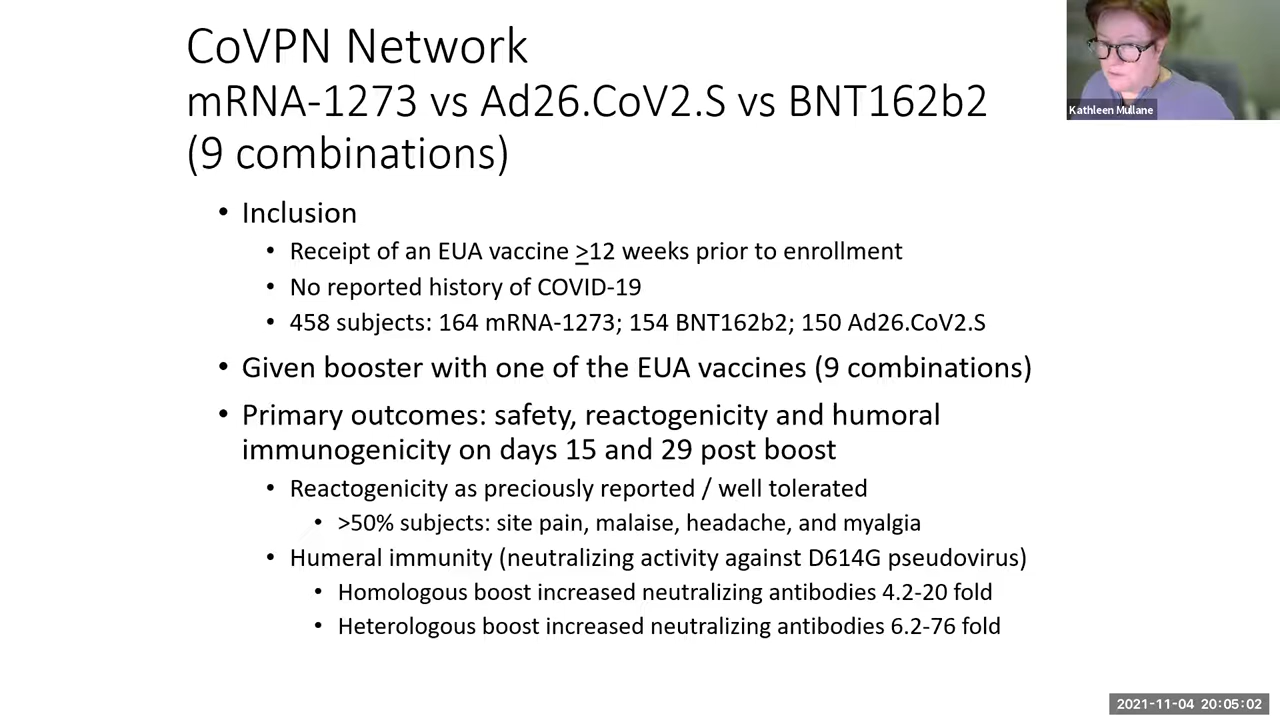 CoVPN Network
mRNA-1273 vs Ad26.CoV2.S vs BNT162b2
(9 combinations)
Kathleen Mullane
• Inclusion
• Receipt of an EUA vaccine >12 weeks prior to enrollment
• No reported history of COVID-19
• 458 subjects: 164 mRNA-1273; 154 BNT162b2; 150 Ad26.CoV2.S
• Given booster with one of the EUA vaccines (9 combinations)
• Primary outcomes: safety, reactogenicity and humoral
immunogenicity on days 15 and 29 post boost
• Reactogenicity as preciously reported / well tolerated
• >50% subjects: site pain, malaise, headache, and myalgia
• Humeral immunity (neutralizing activity against D614G pseudovirus)
• Homologous boost increased neutralizing antibodies 4.2-20 fold
• Heterologous boost increased neutralizing antibodies 6.2-76 fold
2021-11-04 20:05:02